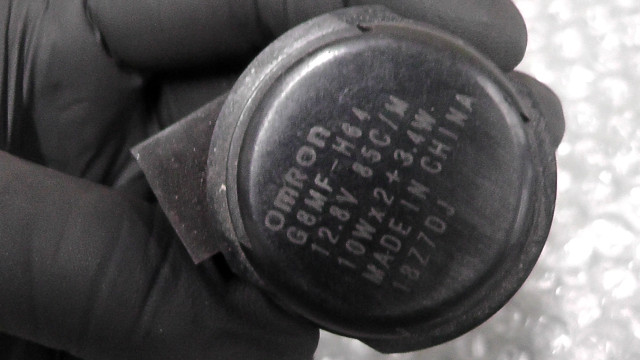 OMRON
G8MF-H64
12.8V 85C/M
10Wx2+3.4W.
MADE IN CHINA
18Z7DJ